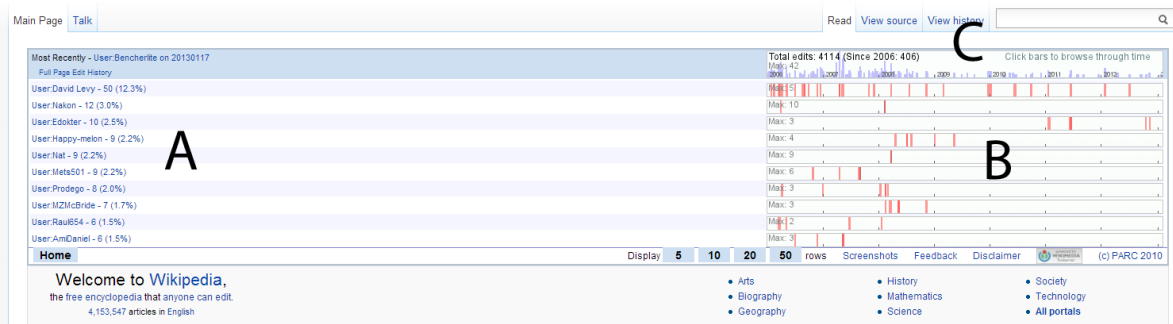 Main Page Talk Read View source View history
C
Most Recently - User:Bencherlite on 20130117 Total edits: 4114 (Since 2006: 406) Click bars to browse through time
Full Page Edit History Max: 42
2006 2007 2008 2009 2010 2011 2012
User:David Levy - 50 (12.3%) Max: 5
User:Nakon - 12 (3.0%) Max: 10
User:Edokter - 10 (2.5%) Max: 3
User:Happy-melon - 9 (2.2%) Max: 4
A B
User:Nat - 9 (2.2%) Max: 9
User:Mets501 - 9 (2.2%) Max: 6
User:Prodego - 8 (2.0%) Max: 3
User:MZMcBride - 7 (1.7%) Max: 3
User:Raul654 - 6 (1.5%) Max: 2
User:AmiDaniel - 6 (1.5%) Max: 3
Home Display 5 10 20 50 rows Screenshots Feedback Disclaimer (c) PARC 2010
Welcome to Wikipedia,
the free encyclopedia that anyone can edit.
4,153,547 articles in English
• Arts • History • Society
• Biography • Mathematics • Technology
• Geography • Science • All portals